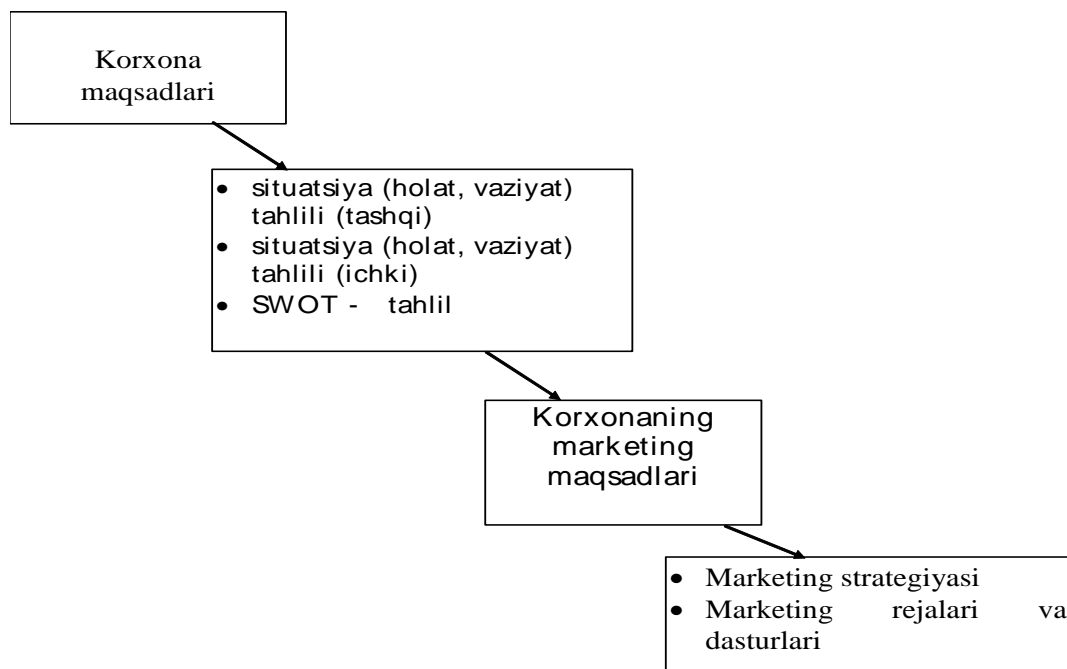 Korxona
maqsadlari
• situatsiya (holat, vaziyat)
tahlili (tashqi)
• situatsiya (holat, vaziyat)
tahlili (ichki)
• SWOT - tahlil
Korxonaning
marketing
maqsadlari
• Marketing strategiyasi
• Marketing rejalari va
dasturlari